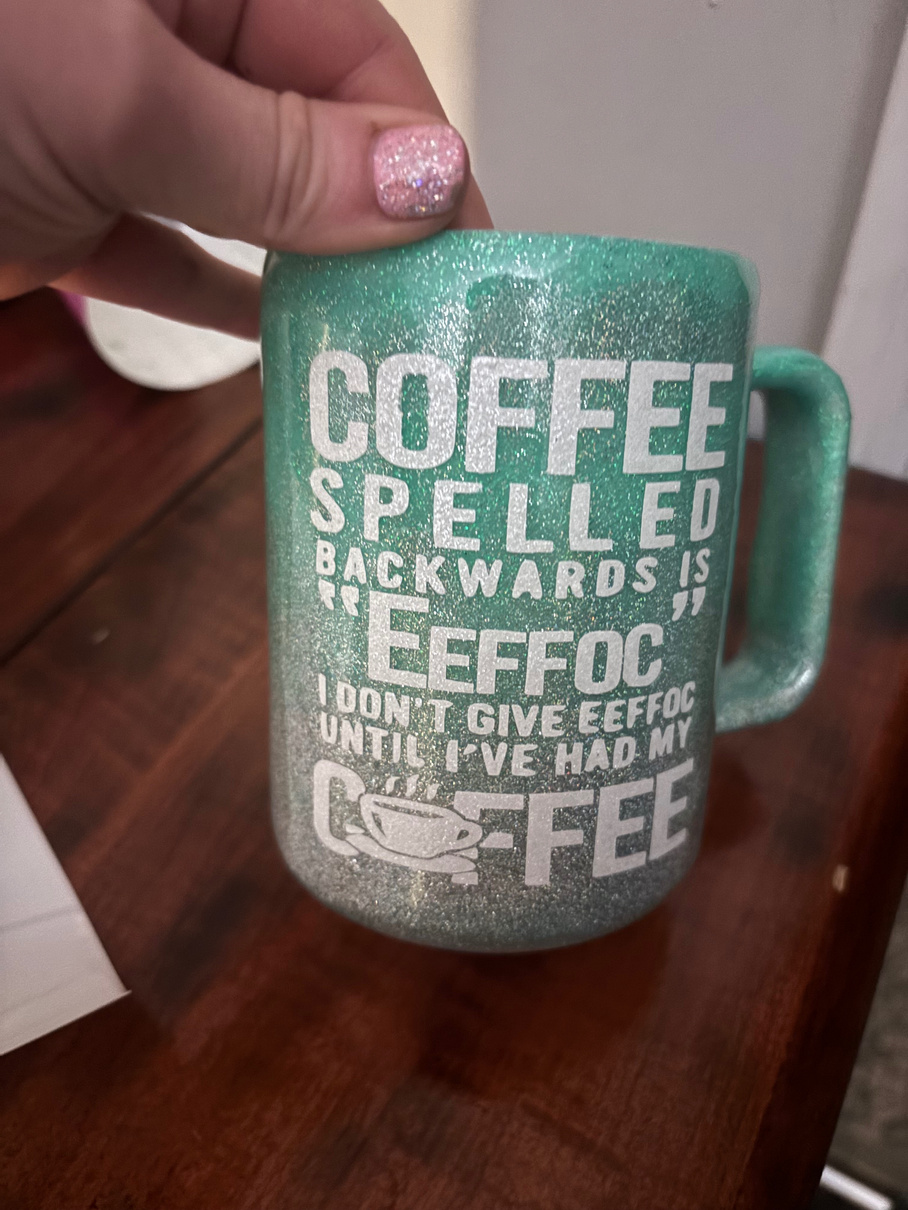 COFFEE
SPELLED
BACKWARDS IS
“EEFFOC”
I DON'T GIVE EEFFOC
UNTIL I'VE HAD MY
COFFEE